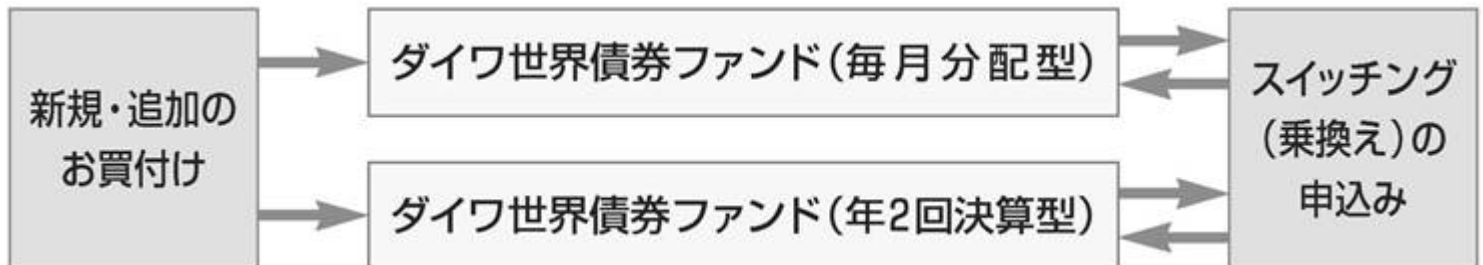 新規・追加の
お買付け
ダイワ世界債券ファンド(毎月分配型)
ダイワ世界債券ファンド(年2回決算型)
スイッチング
(乗換え)の
申込み